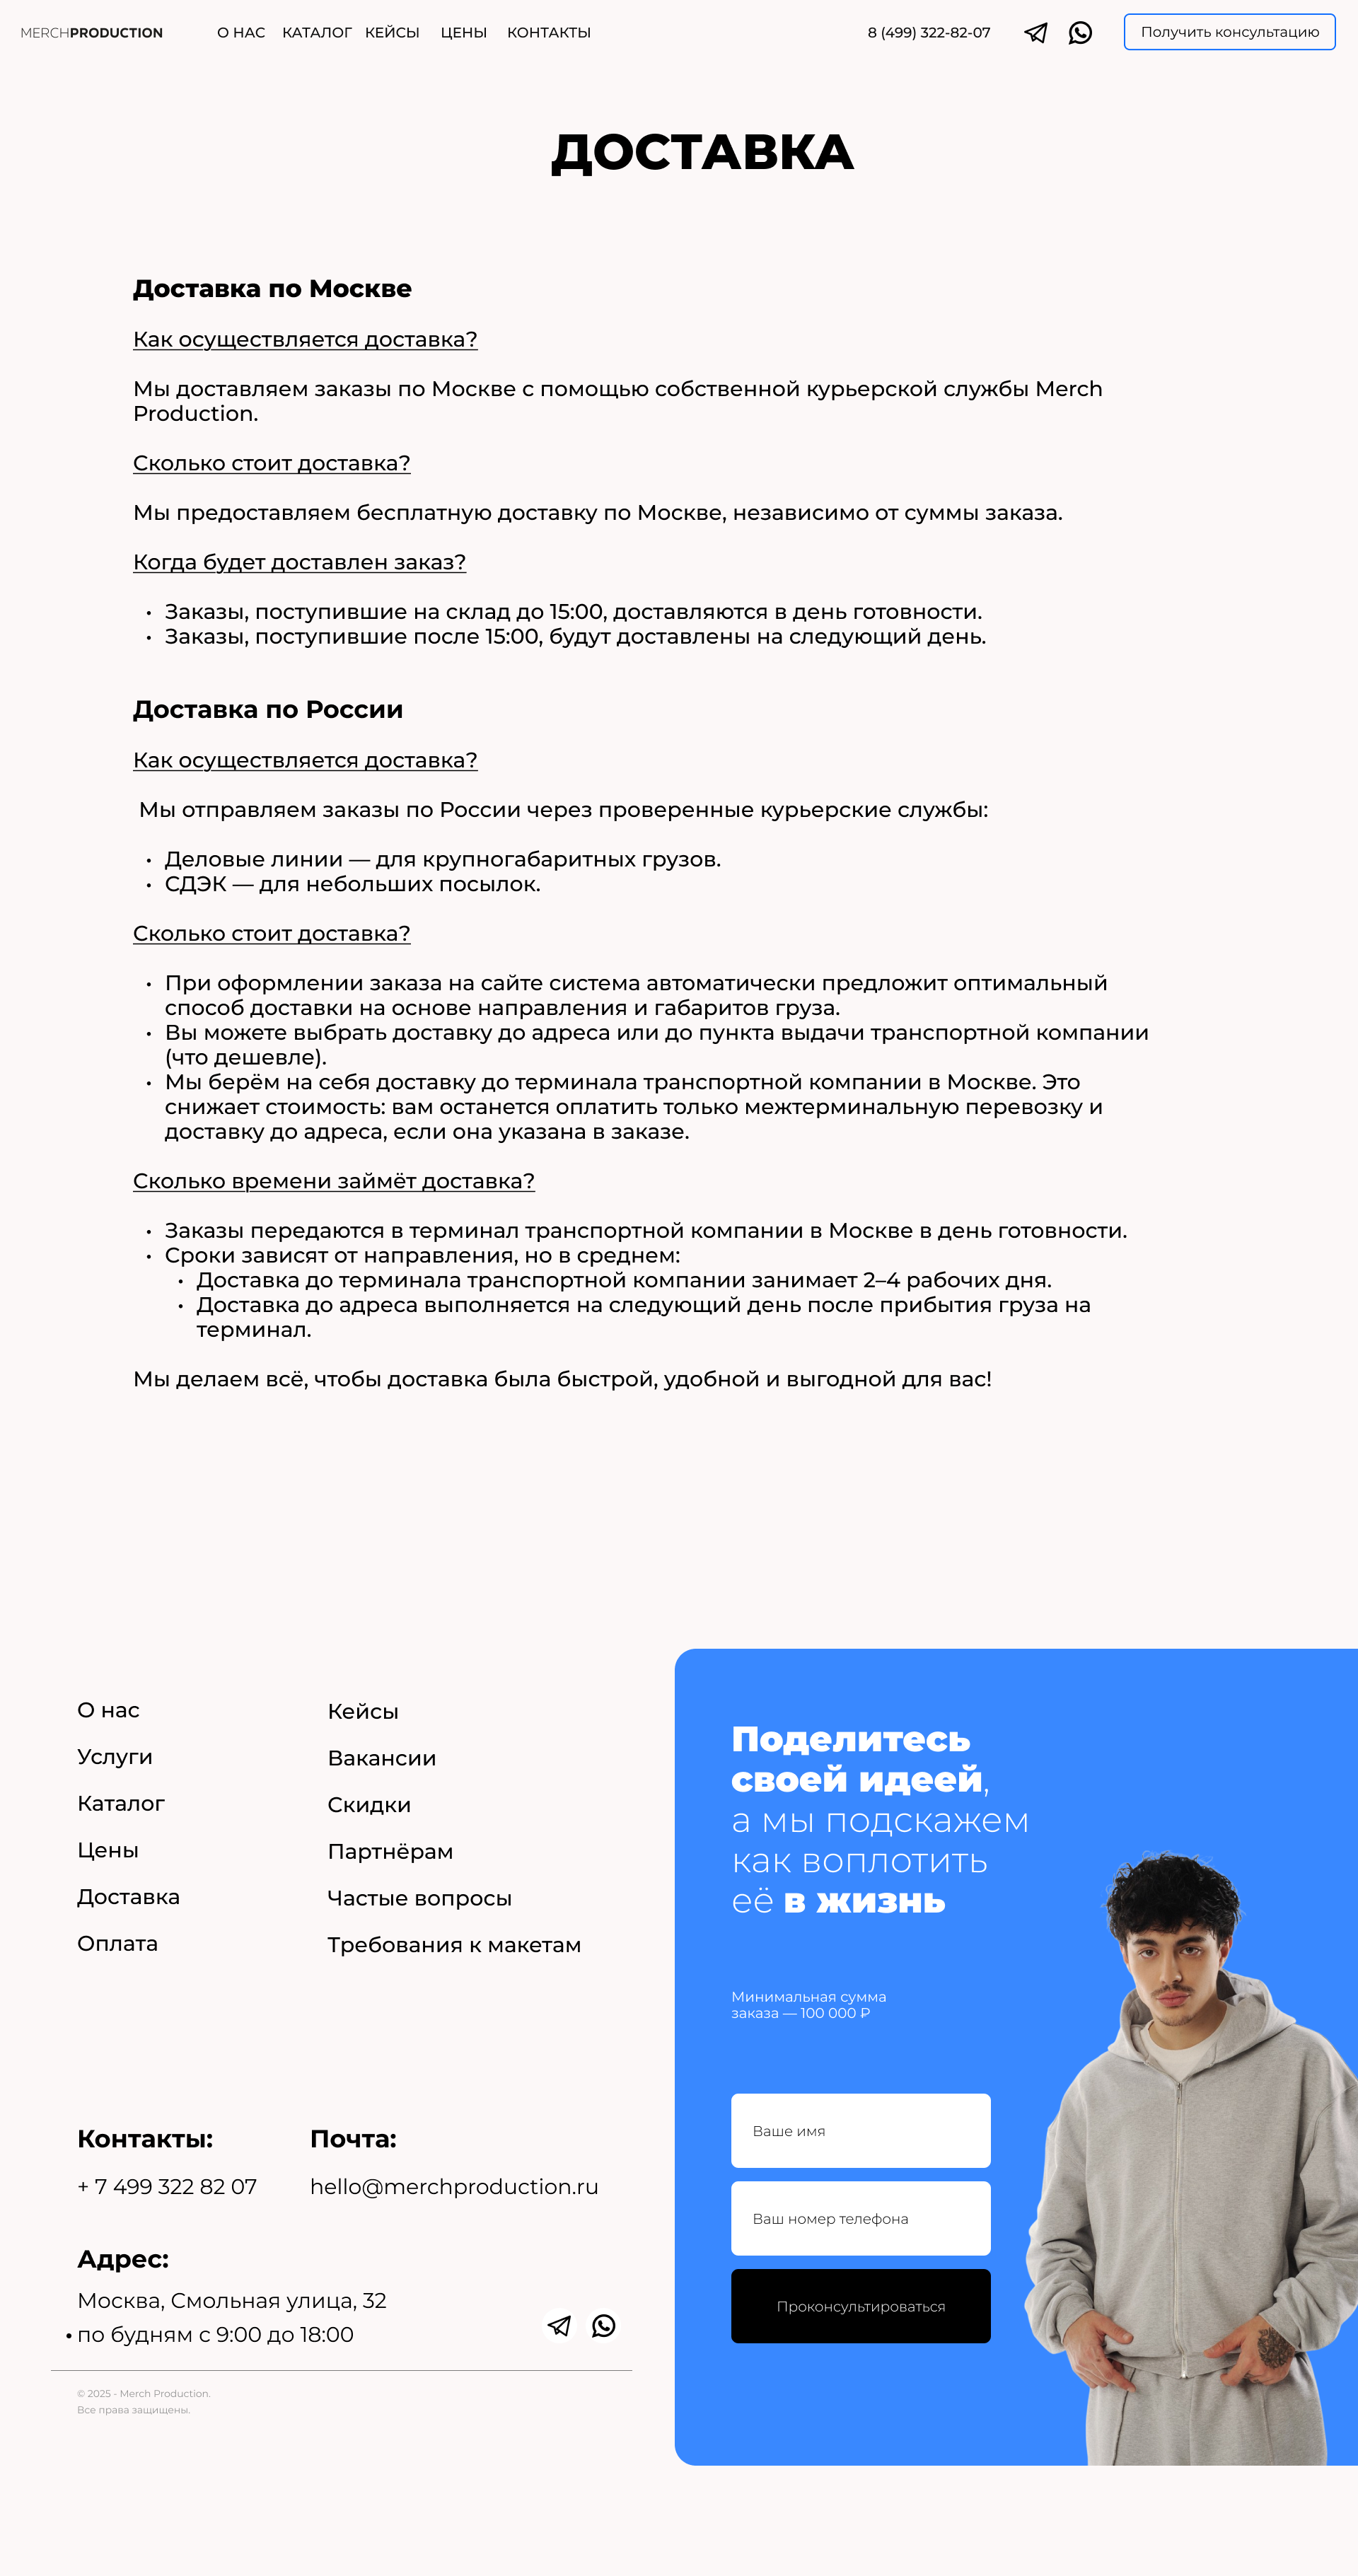 MERCHPRODUCTION О НАС КАТАЛОГ КЕЙСЫ ЦЕНЫ КОНТАКТЫ 8 (499) 322-82-07 Получить консультацию
ДОСТАВКА
Доставка по Москве
Как осуществляется доставка?
Мы доставляем заказы по Москве с помощью собственной курьерской службы Merch
Production.
Сколько стоит доставка?
Мы предоставляем бесплатную доставку по Москве, независимо от суммы заказа.
Когда будет доставлен заказ?
• Заказы, поступившие на склад до 15:00, доставляются в день готовности.
• Заказы, поступившие после 15:00, будут доставлены на следующий день.
Доставка по России
Как осуществляется доставка?
Мы отправляем заказы по России через проверенные курьерские службы:
• Деловые линии — для крупногабаритных грузов.
• СДЭК — для небольших посылок.
Сколько стоит доставка?
• При оформлении заказа на сайте система автоматически предложит оптимальный
способ доставки на основе направления и габаритов груза.
• Вы можете выбрать доставку до адреса или до пункта выдачи транспортной компании
(что дешевле).
• Мы берём на себя доставку до терминала транспортной компании в Москве. Это
снижает стоимость: вам останется оплатить только межтерминальную перевозку и
доставку до адреса, если она указана в заказе.
Сколько времени займёт доставка?
• Заказы передаются в терминал транспортной компании в Москве в день готовности.
• Сроки зависят от направления, но в среднем:
• Доставка до терминала транспортной компании занимает 2–4 рабочих дня.
• Доставка до адреса выполняется на следующий день после прибытия груза на
терминал.
Мы делаем всё, чтобы доставка была быстрой, удобной и выгодной для вас!
О нас
Услуги
Каталог
Цены
Доставка
Оплата
Кейсы
Вакансии
Скидки
Партнёрам
Частые вопросы
Требования к макетам
Контакты:
+ 7 499 322 82 07
Почта:
hello@merchproduction.ru
Адрес:
Москва, Смольная улица, 32
• по будням с 9:00 до 18:00
© 2025 - Merch Production.
Все права защищены.
Поделитесь
своей идеей,
а мы подскажем
как воплотить
её в жизнь
Минимальная сумма
заказа — 100 000 ₽
Ваше имя
Ваш номер телефона
Проконсультироваться